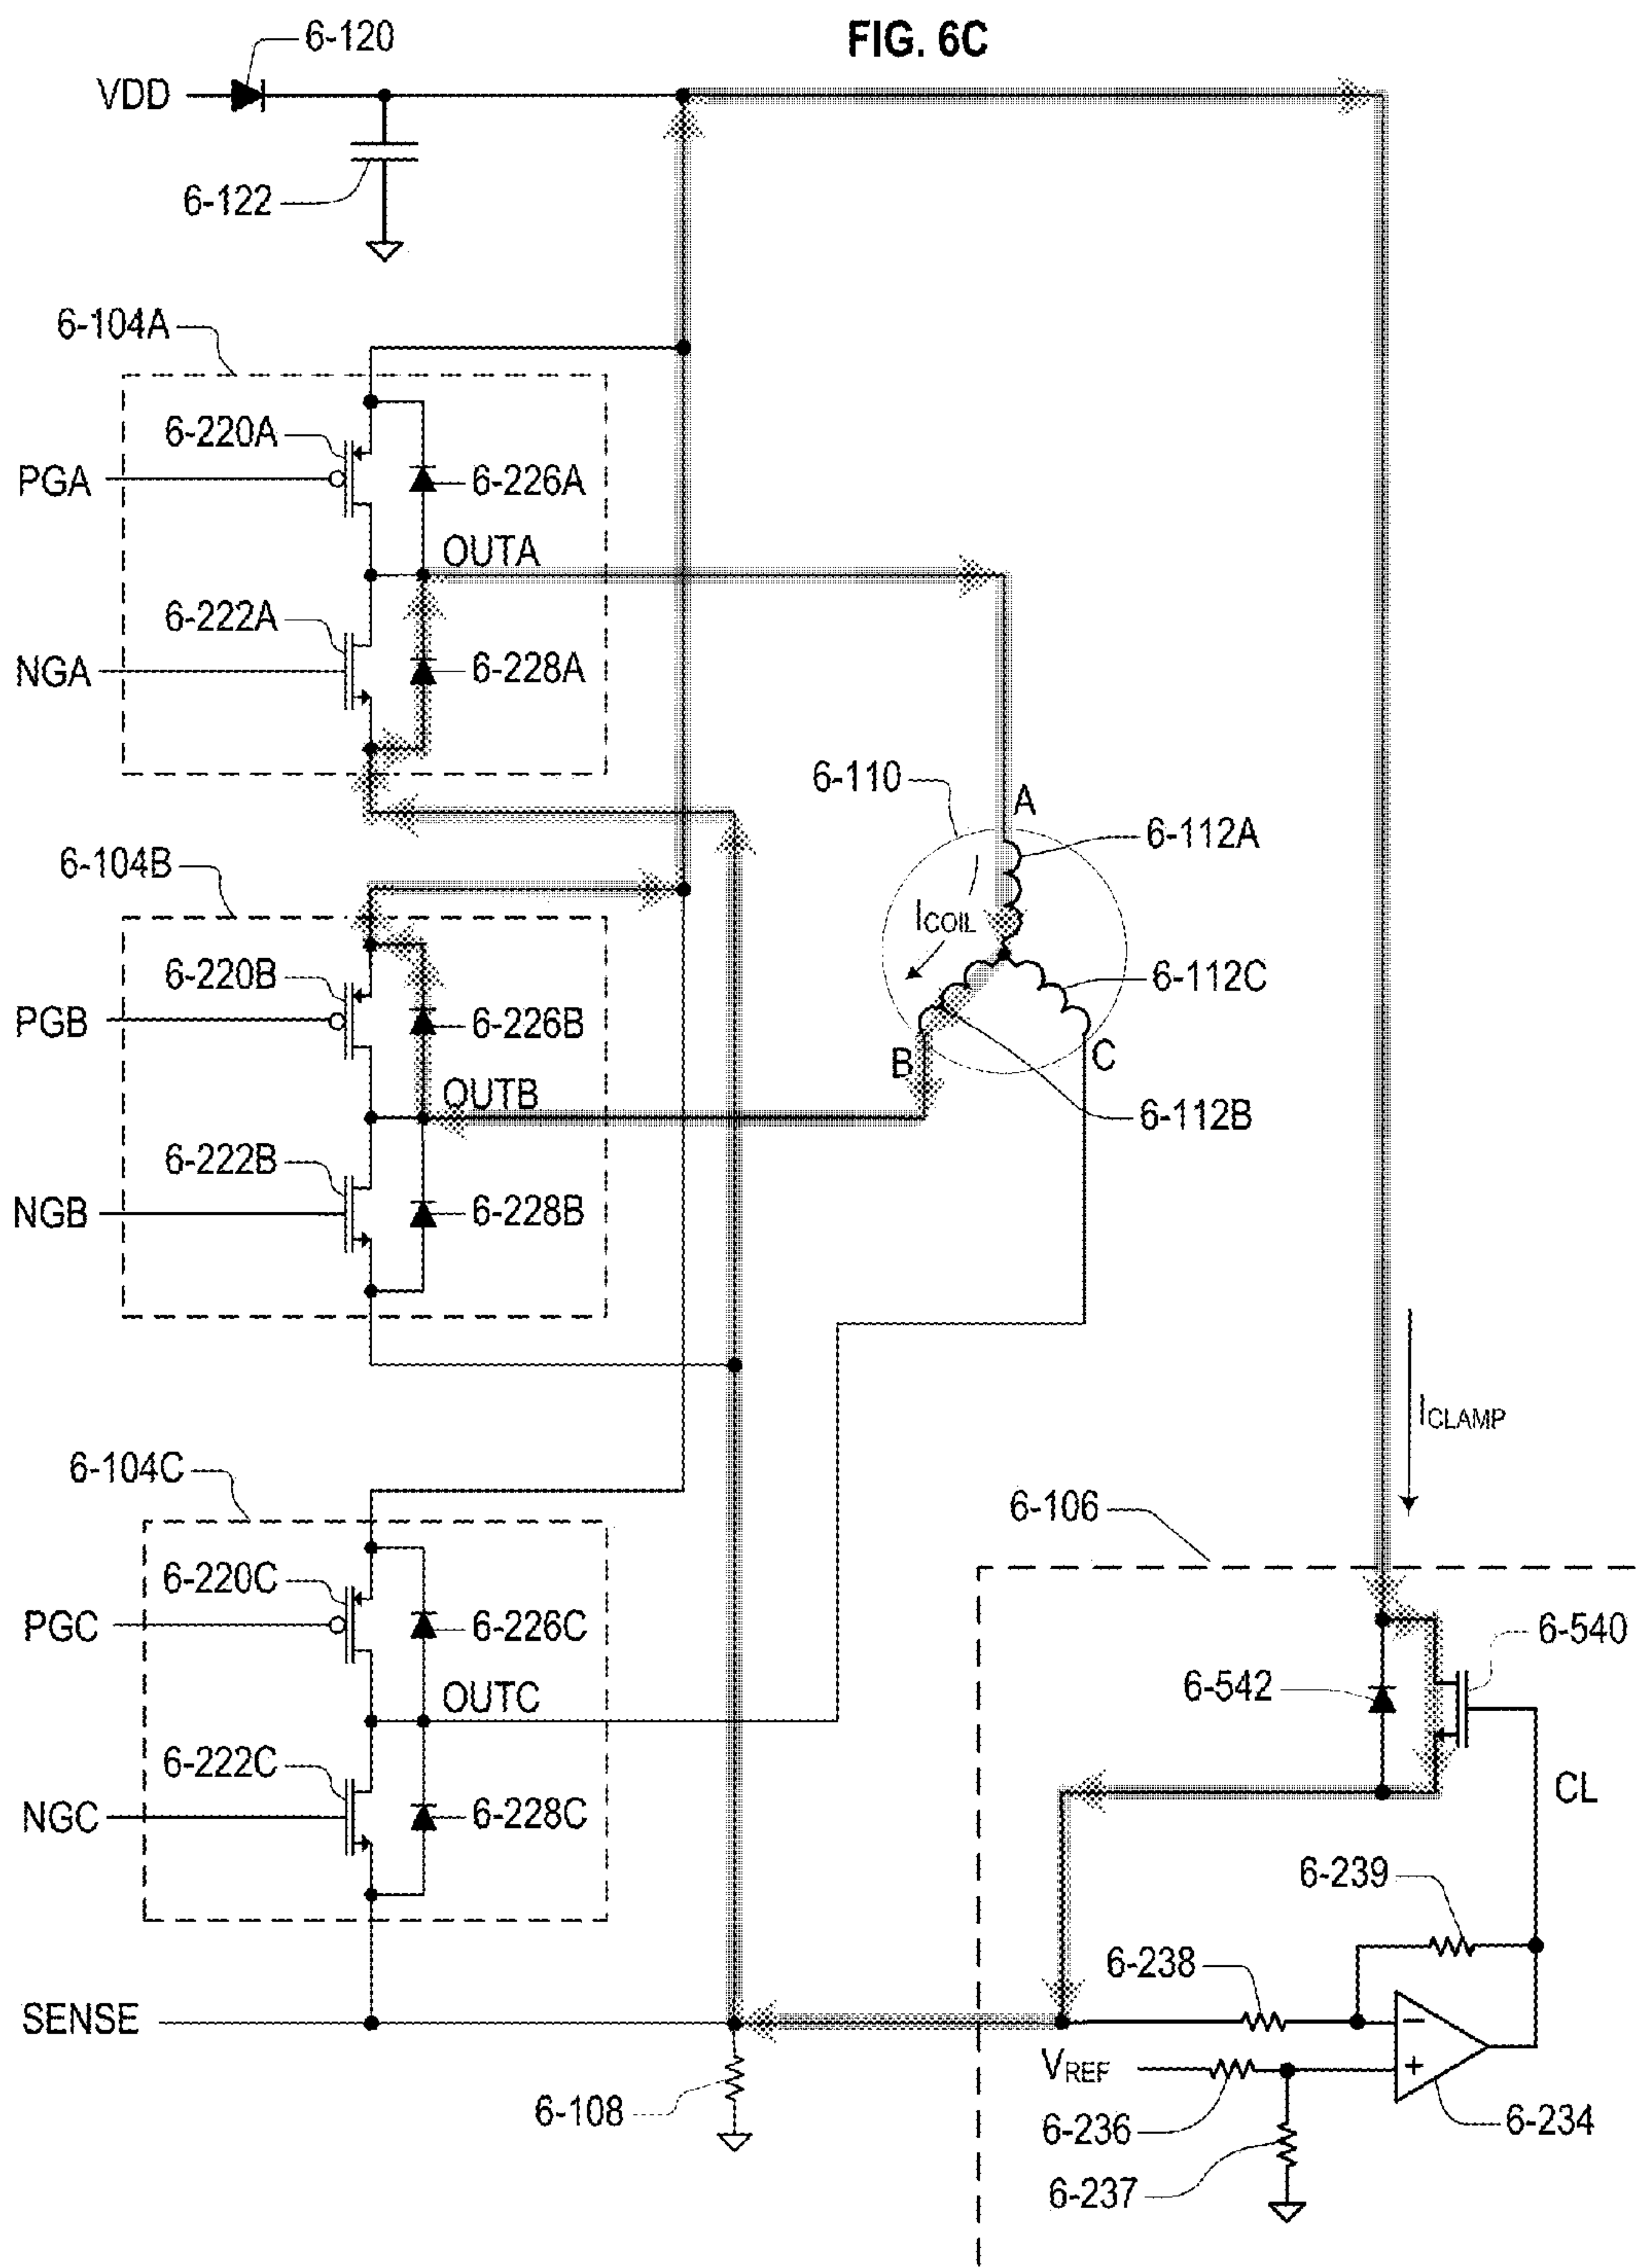 FIG. 6C
6-120
VDD
6-122
6-104A
6-220A
PGA
6-226A
OUTA
6-222A
NGA
6-228A
6-110
A
6-112A
6-104B
I_COIL
6-220B
6-112C
PGB
6-226B
B
C
OUTB
6-112B
6-222B
NGB
6-228B
I_CLAMP
6-104C
6-106
6-220C
PGC
6-226C
6-540
6-542
OUTC
6-222C
CL
NGC
6-228C
6-239
6-238
SENSE
−
V_REF
+
6-108
6-236
6-234
6-237